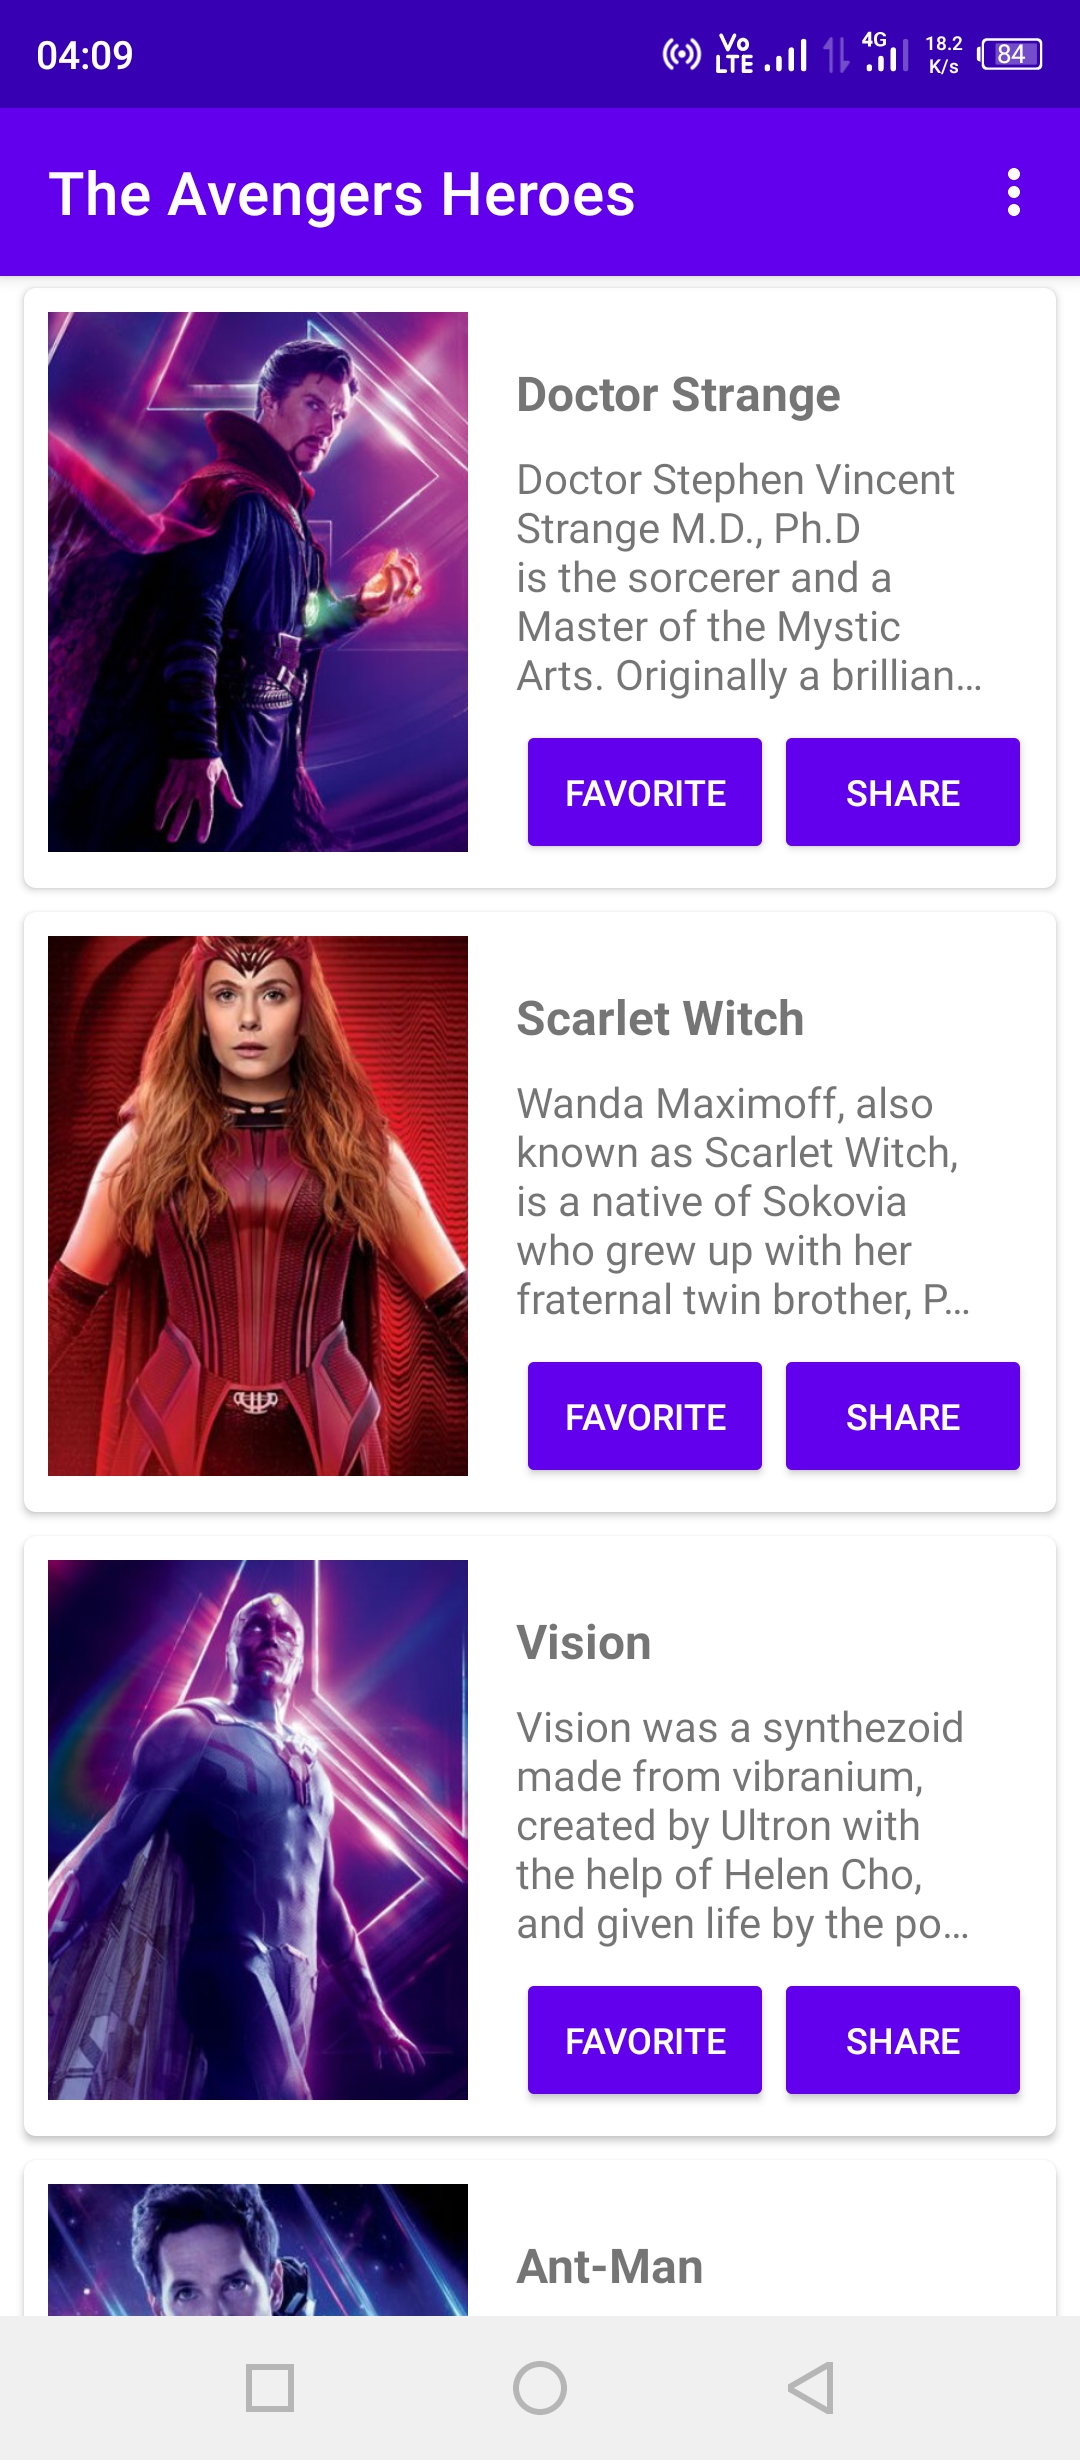 04:09
Vo LTE 4G 18.2 K/s 84
The Avengers Heroes
Doctor Strange
Doctor Stephen Vincent
Strange M.D., Ph.D
is the sorcerer and a
Master of the Mystic
Arts. Originally a brillian...
FAVORITE SHARE
Scarlet Witch
Wanda Maximoff, also
known as Scarlet Witch,
is a native of Sokovia
who grew up with her
fraternal twin brother, P...
FAVORITE SHARE
Vision
Vision was a synthezoid
made from vibranium,
created by Ultron with
the help of Helen Cho,
and given life by the po...
FAVORITE SHARE
Ant-Man